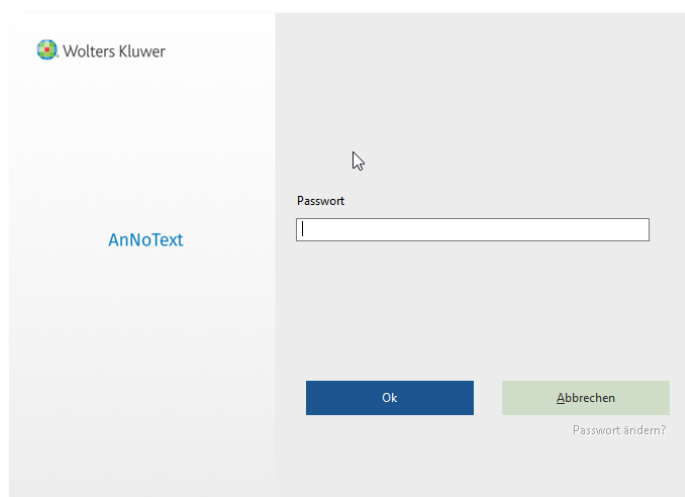 Wolters Kluwer
Passwort
AnNoText
Ok
Abbrechen
Passwort ändern?